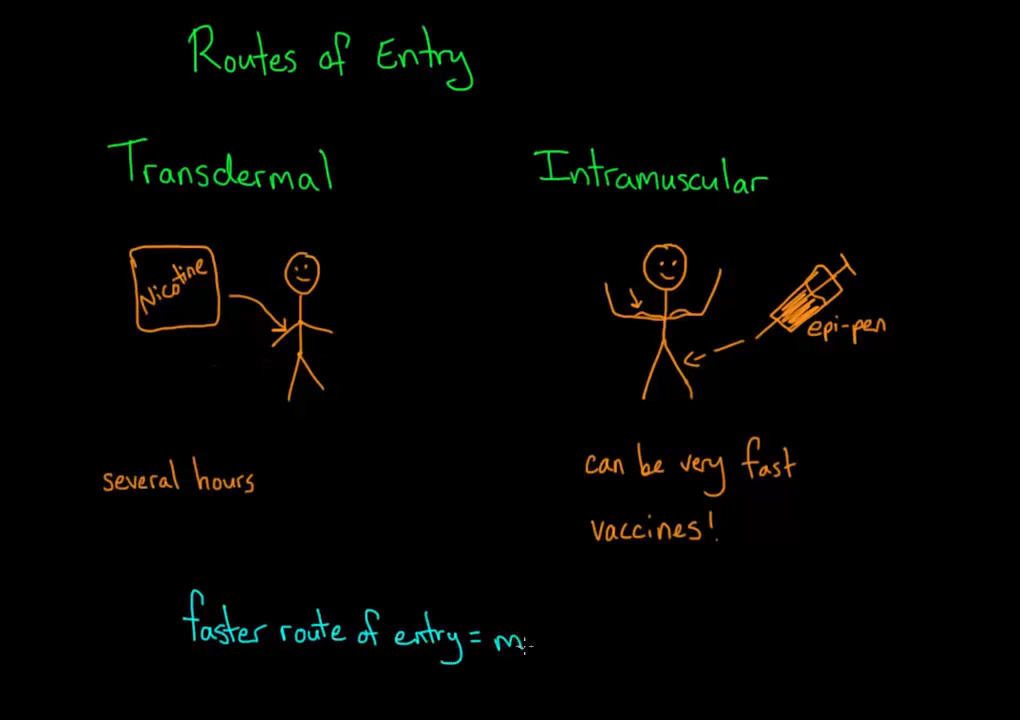 Routes of Entry
Transdermal
Intramuscular
Nicotine
epi-pen
several hours
can be very fast
vaccines!
faster route of entry = m